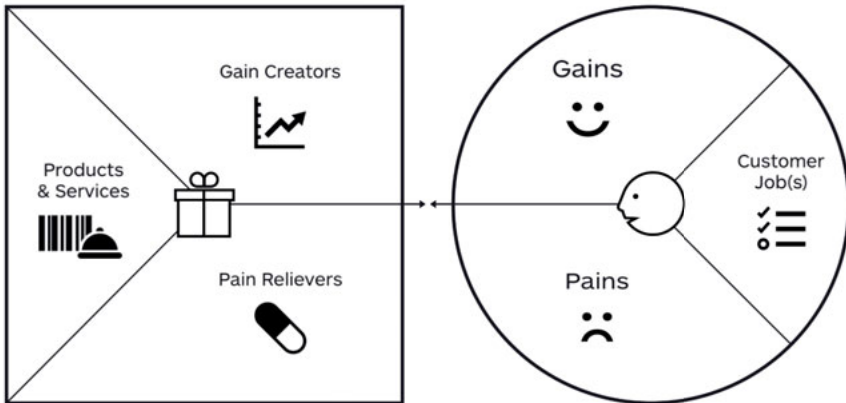 Gain Creators
Products
& Services
Pain Relievers
Gains
Customer
Job(s)
Pains